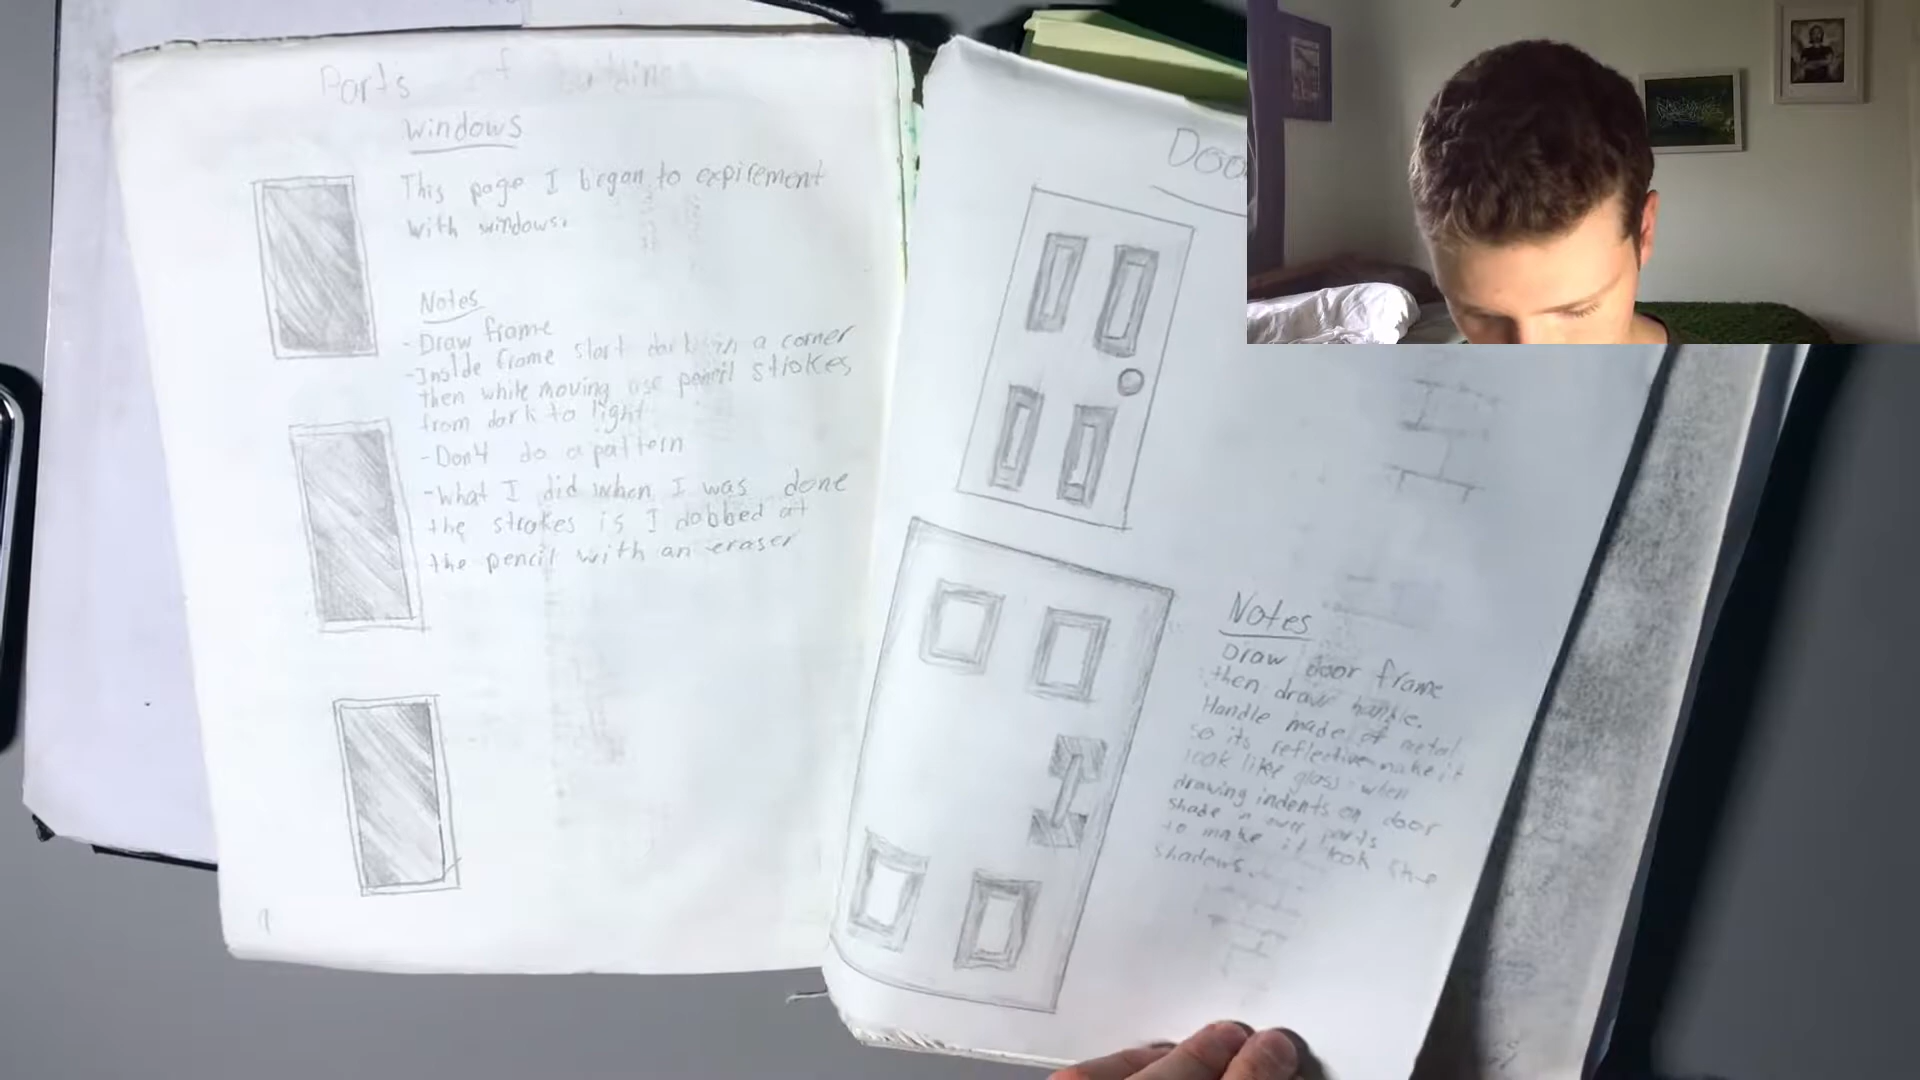 Parts of
Windows
This page I began to expirement
with windows.
Notes
- Draw frame
- Inside frame start dark in a corner
then while moving use pencil strokes
from dark to light
- Don't do a pattern
- What I did when I was done
the strokes is I dobbed at
the pencil with an eraser
9
Notes
Draw door frame
then draw handle.
Handle made of metal
so its reflective make it
look like glass when
drawing indents on door
shade in over parts
to make it look like
shadows.